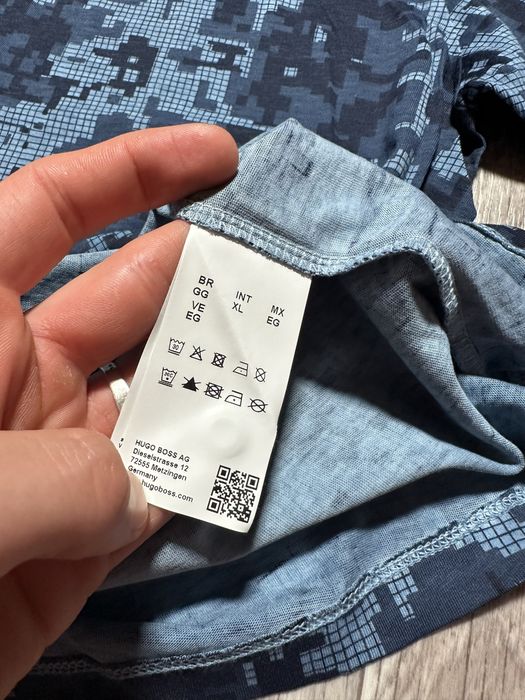 BR
GG
VE
EG
INT
XL
MX
EG
HUGO BOSS AG
Dieselstrasse 12
72555 Metzingen
Germany
hugoboss.com